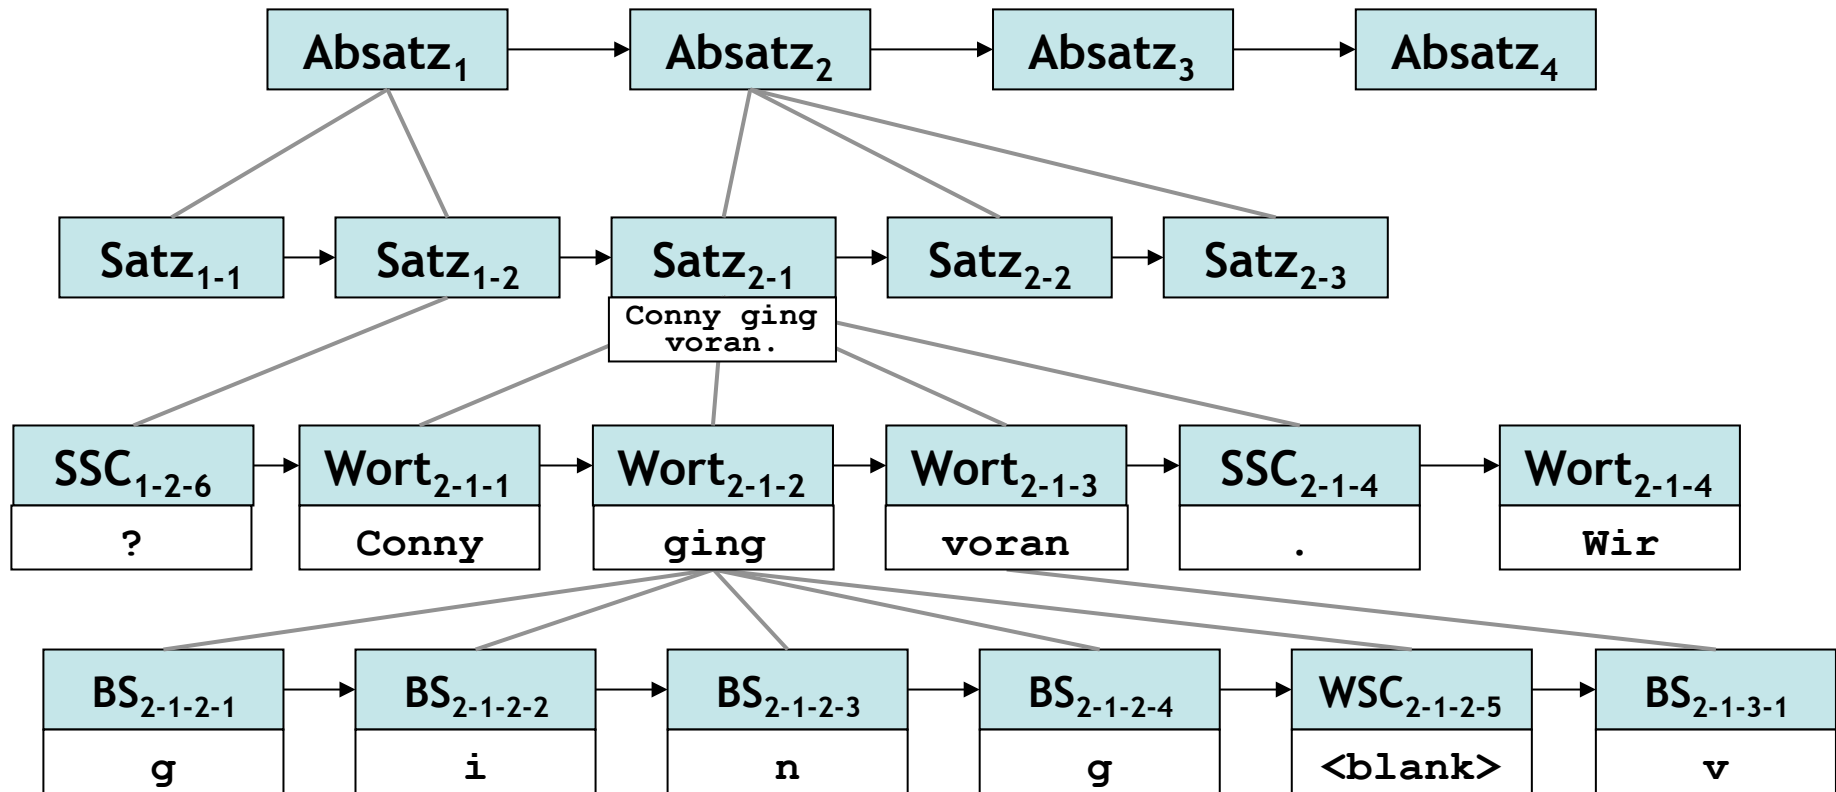 Absatz1 Absatz2 Absatz3 Absatz4
Satz1-1 Satz1-2 Satz2-1 Satz2-2 Satz2-3
Conny ging
voran.
SSC1-2-6 Wort2-1-1 Wort2-1-2 Wort2-1-3 SSC2-1-4 Wort2-1-4
? Conny ging voran . Wir
BS2-1-2-1 BS2-1-2-2 BS2-1-2-3 BS2-1-2-4 WSC2-1-2-5 BS2-1-3-1
g i n g <blank> v